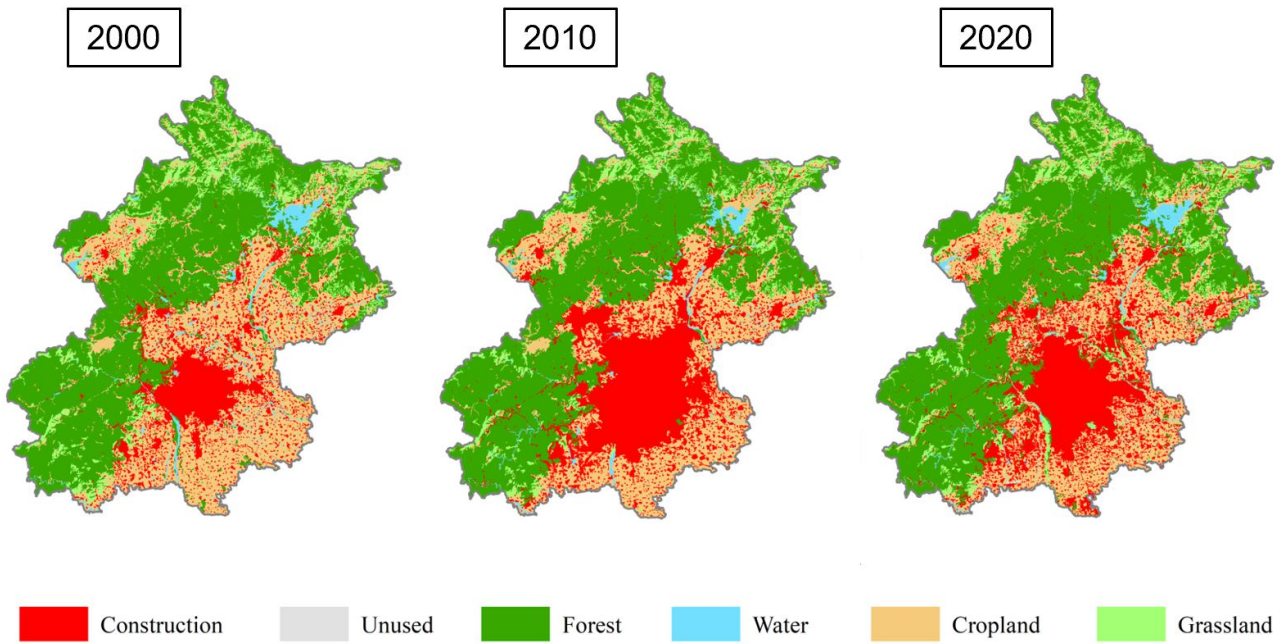 2000
2010
2020
Construction
Unused
Forest
Water
Cropland
Grassland